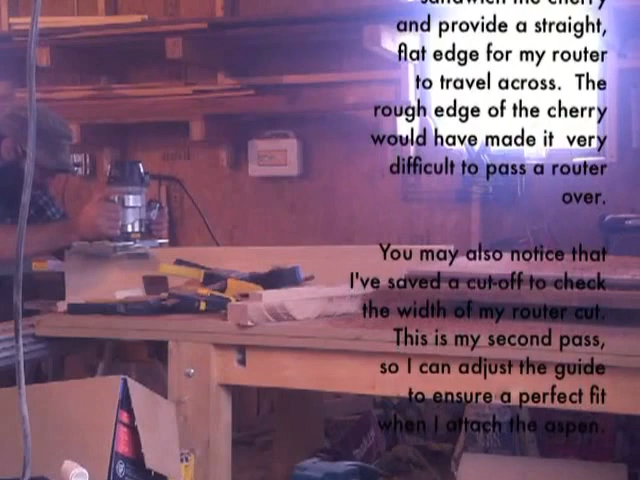 sandwich the cherry
and provide a straight,
flat edge for my router
to travel across.  The
rough edge of the cherry
would have made it  very
difficult to pass a router
over.

You may also notice that
I've saved a cut-off to check
the width of my router cut.
This is my second pass,
so I can adjust the guide
to ensure a perfect fit
when I attach the aspen.